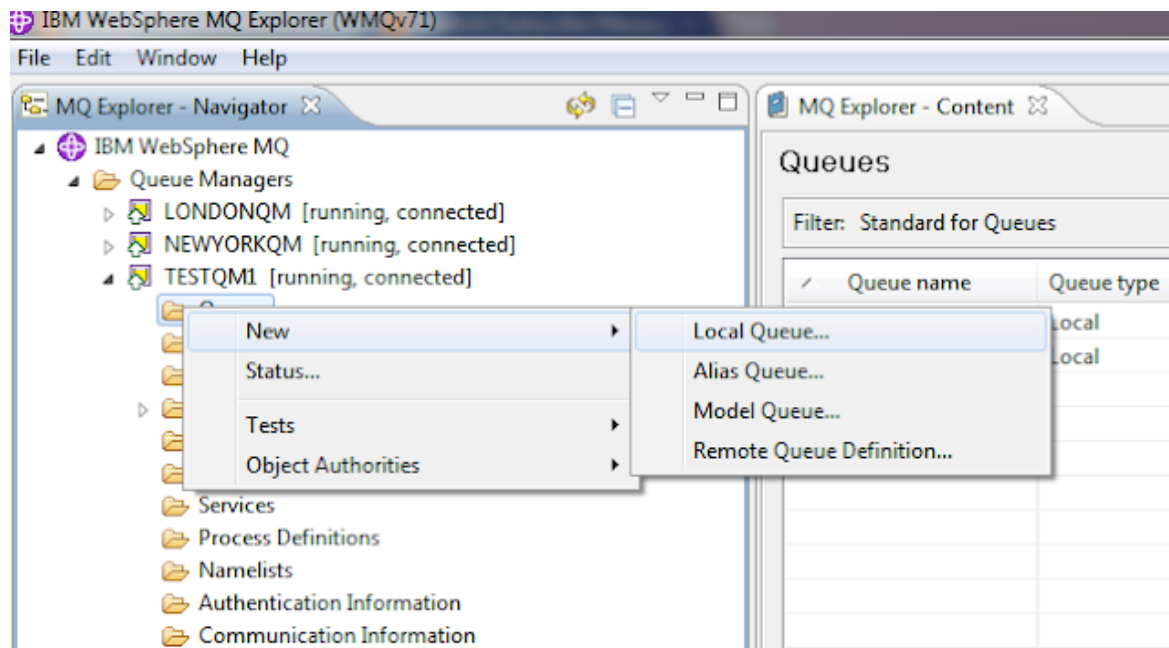 IBM WebSphere MQ Explorer (WMQv71)
File Edit Window Help
MQ Explorer - Navigator
IBM WebSphere MQ
Queue Managers
LONDONQM [running, connected]
NEWYORKQM [running, connected]
TESTQM1 [running, connected]
New
Status...
Tests
Object Authorities
Local Queue...
Alias Queue...
Model Queue...
Remote Queue Definition...
Services
Process Definitions
Namelists
Authentication Information
Communication Information
MQ Explorer - Content
Queues
Filter: Standard for Queues
Queue name Queue type
Local
Local